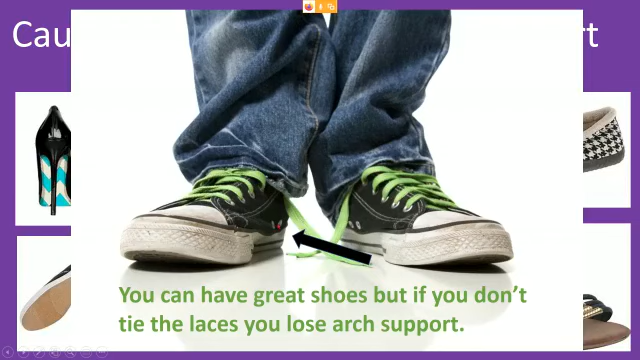 Cau
rt
You can have great shoes but if you don't
tie the laces you lose arch support.